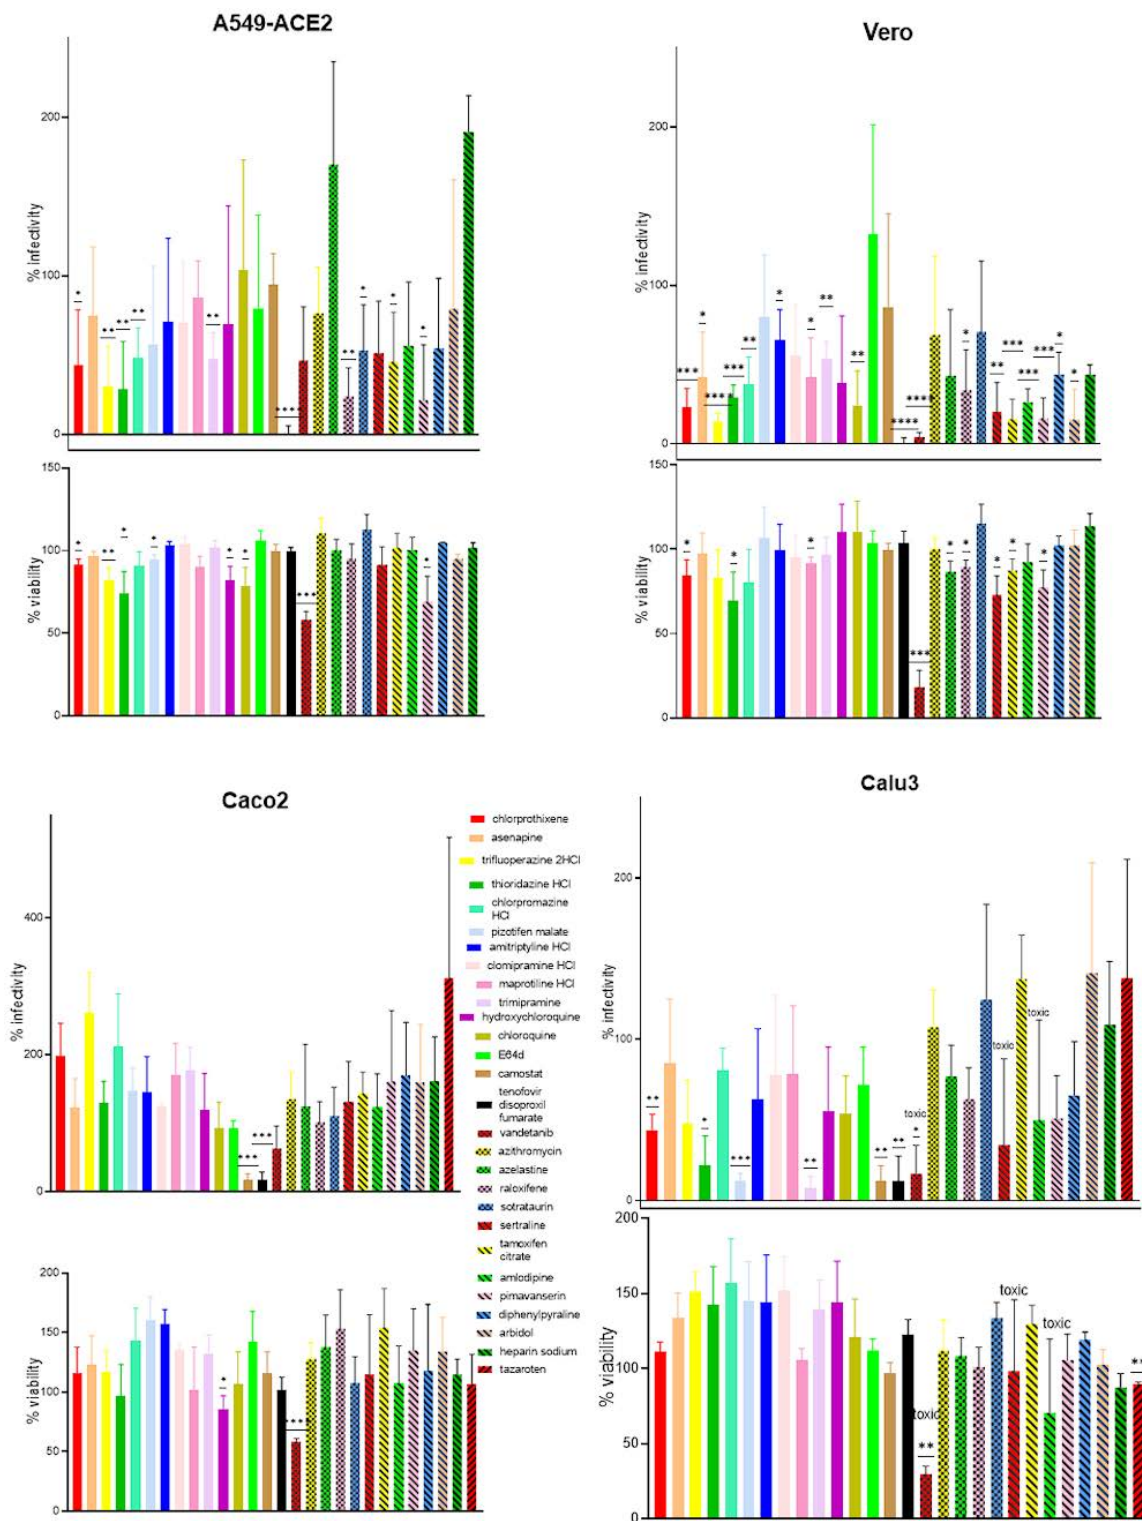 A549-ACE2
% infectivity
200
100
0
*
**
**
**
**
****
**
*
*
*
% viability
150
100
50
0
*
**
*
*
*
*
***
*
Vero
% infectivity
200
100
0
***
*
****
***
**
*
*
**
**
****
****
*
**
***
***
***
*
*
% viability
150
100
50
0
*
*
*
***
*
*
*
*
*
Caco2
% infectivity
400
200
0
***
***
% viability
200
150
100
50
0
*
****
chlorprothixene
asenapine
trifluoperazine 2HCl
thioridazine HCl
chlorpromazine
HCl
pizotifen malate
amitriptyline HCl
clomipramine HCl
maprotiline HCl
trimipramine
hydroxychloroquine
chloroquine
E64d
camostat
tenofovir
disoproxil
fumarate
vandetanib
azithromycin
azelastine
raloxifene
sotrataurin
sertraline
tamoxifen
citrate
amlodipine
pimavanserin
diphenylpyraline
arbidol
heparin sodium
tazaroten
Calu3
% infectivity
200
100
0
**
*
***
**
**
**
toxic
*
toxic
toxic
% viability
200
150
100
50
0
toxic
**
toxic
toxic
**